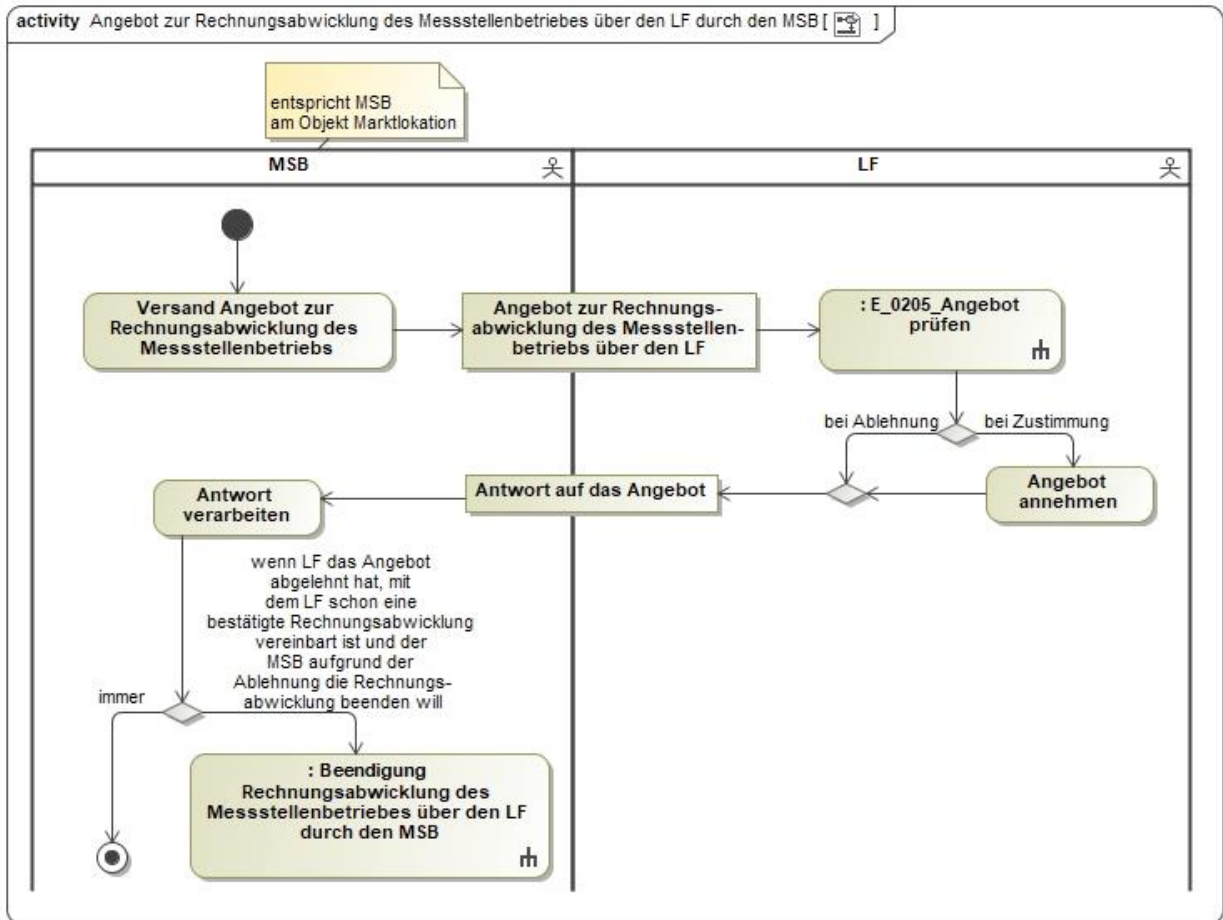 activity Angebot zur Rechnungsabwicklung des Messstellenbetriebes über den LF durch den MSB [ ]
entspricht MSB
am Objekt Marktlokation
MSB
LF
Versand Angebot zur
Rechnungsabwicklung des
Messstellenbetriebs
Angebot zur Rechnungs-
abwicklung des Messstellen-
betriebs über den LF
: E_0205_Angebot
prüfen
bei Ablehnung
bei Zustimmung
Angebot
annehmen
Antwort auf das Angebot
Antwort
verarbeiten
wenn LF das Angebot
abgelehnt hat, mit
dem LF schon eine
bestätigte Rechnungsabwicklung
vereinbart ist und der
MSB aufgrund der
Ablehnung die Rechnungs-
abwicklung beenden will
immer
: Beendigung
Rechnungsabwicklung des
Messstellenbetriebes über den LF
durch den MSB